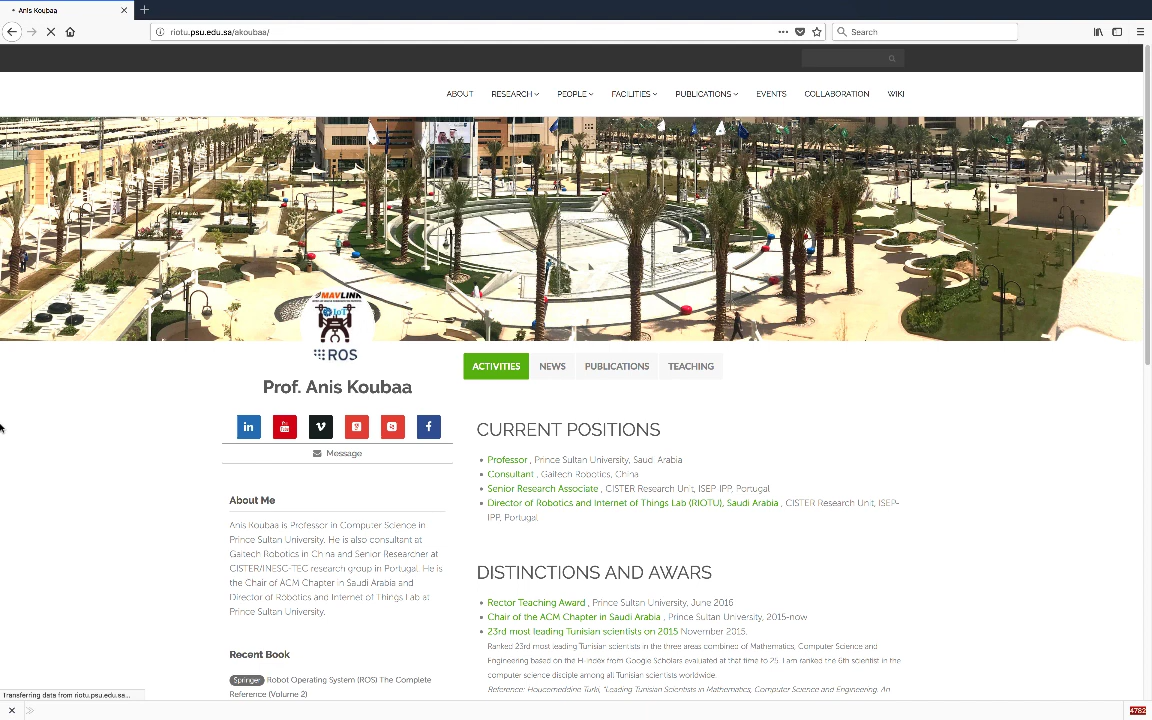 Anis Koubaa
riotu.psu.edu.sa/akoubaa/
Search
ABOUT RESEARCH PEOPLE FACILITIES PUBLICATIONS EVENTS COLLABORATION WIKI
MAVLINK
IoT
ROS
ACTIVITIES NEWS PUBLICATIONS TEACHING
Prof. Anis Koubaa
Message
About Me
Anis Koubaa is Professor in Computer Science in
Prince Sultan University. He is also consultant at
Gaitech Robotics in China and Senior Researcher at
CISTER/INESC-TEC research group in Portugal. He is
the Chair of ACM Chapter in Saudi Arabia and
Director of Robotics and Internet of Things Lab at
Prince Sultan University.
Recent Book
Springer Robot Operating System (ROS) The Complete
Reference (Volume 2)
CURRENT POSITIONS
Professor , Prince Sultan University, Saudi Arabia
Consultant , Gaitech Robotics, China
Senior Research Associate , CISTER Research Unit, ISEP-IPP, Portugal
Director of Robotics and Internet of Things Lab (RIOTU), Saudi Arabia , CISTER Research Unit, ISEP-
IPP, Portugal
DISTINCTIONS AND AWARS
Rector Teaching Award , Prince Sultan University, June 2016
Chair of the ACM Chapter in Saudi Arabia , Prince Sultan University, 2015-now
23rd most leading Tunisian scientists on 2015 November 2015.
Ranked 23rd most leading Tunisian scientists in the three areas combined of Mathematics, Computer Science and
Engineering based on the H-Index from Google Scholars evaluated at that time to 25. I am ranked the 6th scientist in the
computer science disciple among all Tunisian scientists worldwide.
Reference: Houcemeddine Turki, "Leading Tunisian Scientists in Mathematics, Computer Science and Engineering. An
Transferring data from riotu.psu.edu.sa...
4782